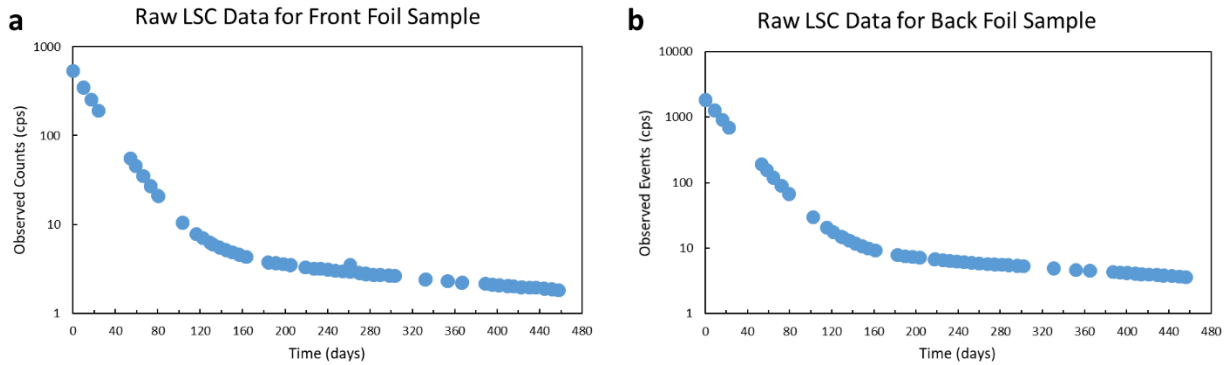 a
Raw LSC Data for Front Foil Sample
1000
100
10
1
Observed Counts (cps)
0 40 80 120 160 200 240 280 320 360 400 440 480
Time (days)
b
Raw LSC Data for Back Foil Sample
10000
1000
100
10
1
Observed Events (cps)
0 40 80 120 160 200 240 280 320 360 400 440 480
Time (days)